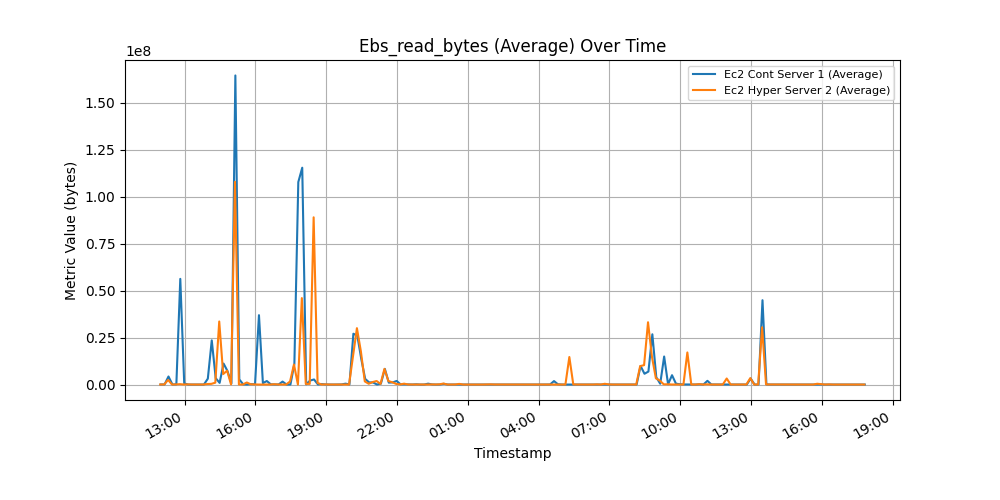 Ebs_read_bytes (Average) Over Time
1e8
Ec2 Cont Server 1 (Average)
Ec2 Hyper Server 2 (Average)
Metric Value (bytes)
1.50
1.25
1.00
0.75
0.50
0.25
0.00
13:00 16:00 19:00 22:00 01:00 04:00 07:00 10:00 13:00 16:00 19:00
Timestamp